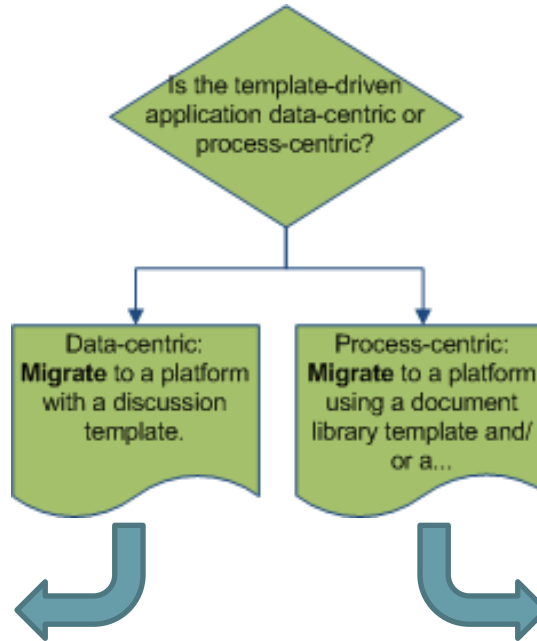 Is the template-driven
application data-centric or
process-centric?
Data-centric:
Migrate to a platform
with a discussion
template.
Process-centric:
Migrate to a platform
using a document
library template and/
or a...